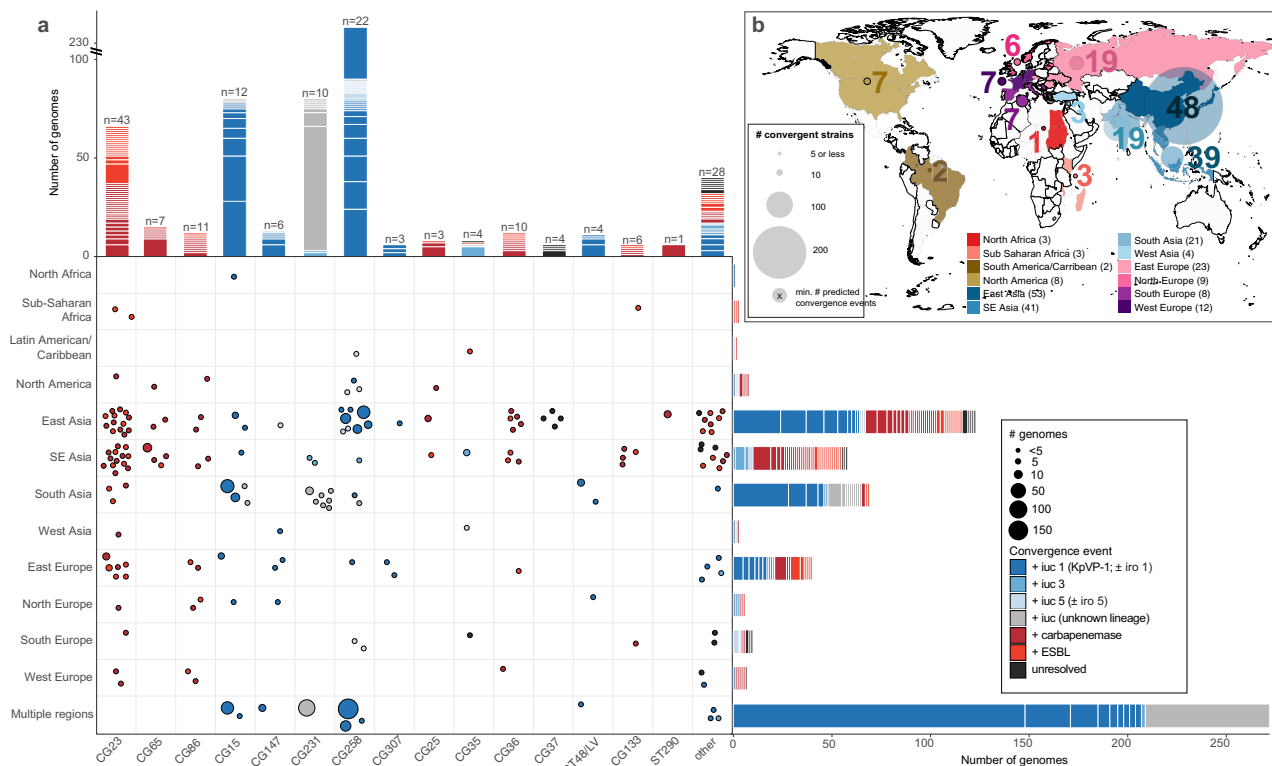 a
b
Number of genomes
230
100
50
0
n=43
n=7
n=11
n=12
n=6
n=10
n=22
n=3
n=3
n=4
n=10
n=4
n=4
n=6
n=1
n=28
North Africa
Sub-Saharan
Africa
Latin American/
Caribbean
North America
East Asia
SE Asia
South Asia
West Asia
East Europe
North Europe
South Europe
West Europe
Multiple regions
CG23
CG65
CG86
CG15
CG147
CG231
CG258
CG307
CG25
CG35
CG36
CG37
CG133
ST290
other
0
50
100
150
200
250
Number of genomes
7
2
6
7
7
1
3
3
19
19
48
39
# convergent strains
5 or less
10
100
200
x
min. # predicted
convergence events
North Africa (3)
Sub Saharan Africa (3)
South America/Carribean (2)
North America (8)
East Asia (53)
SE Asia (41)
South Asia (21)
West Asia (4)
East Europe (23)
North Europe (9)
South Europe (8)
West Europe (12)
# genomes
<5
5
10
50
100
150
Convergence event
+ iuc 1 (KpVP-1; ± iro 1)
+ iuc 3
+ iuc 5 (± iro 5)
+ iuc (unknown lineage)
+ carbapenemase
+ ESBL
unresolved